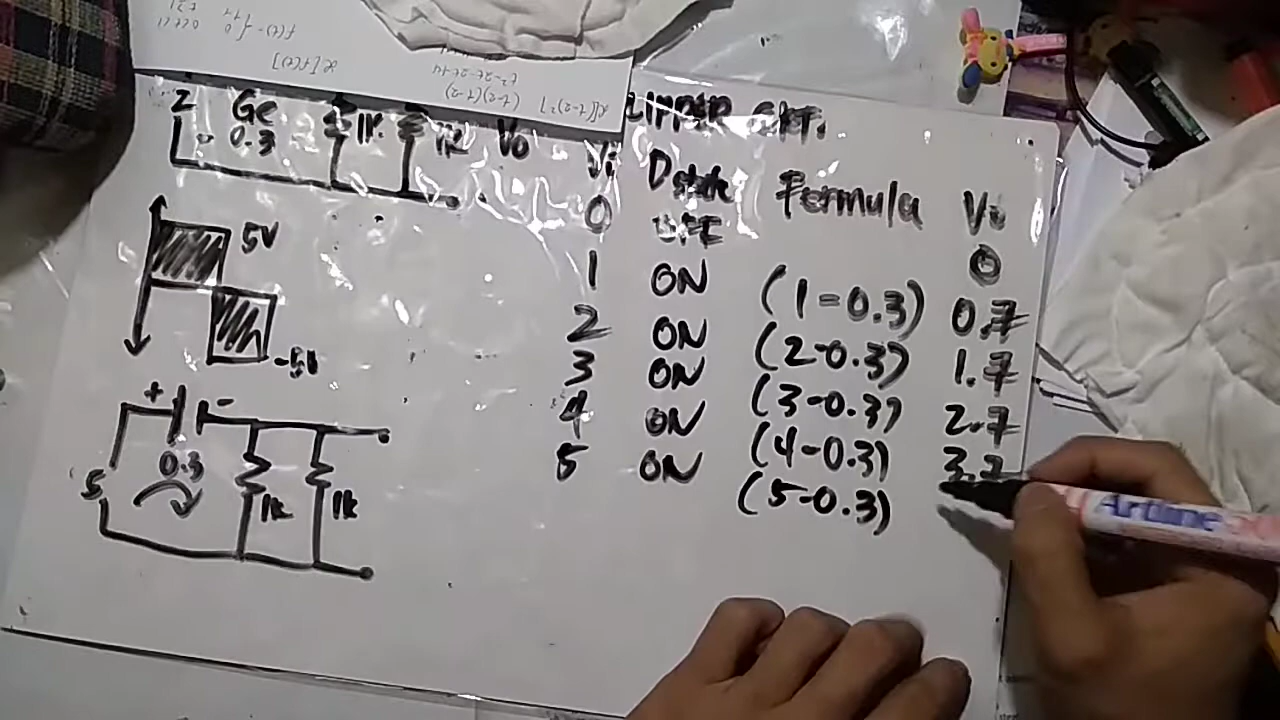 CLIPPER CKT.
2 Ge 1K 1K Vo
0.3
Vi D state Formula Vo
0 OFF 0
1 ON (1-0.3) 0.7
2 ON (2-0.3) 1.7
3 ON (3-0.3) 2.7
4 ON (4-0.3) 3.7
5 ON (5-0.3)
5V
-5V
+ -
0.3
5 1k 1k
Artline